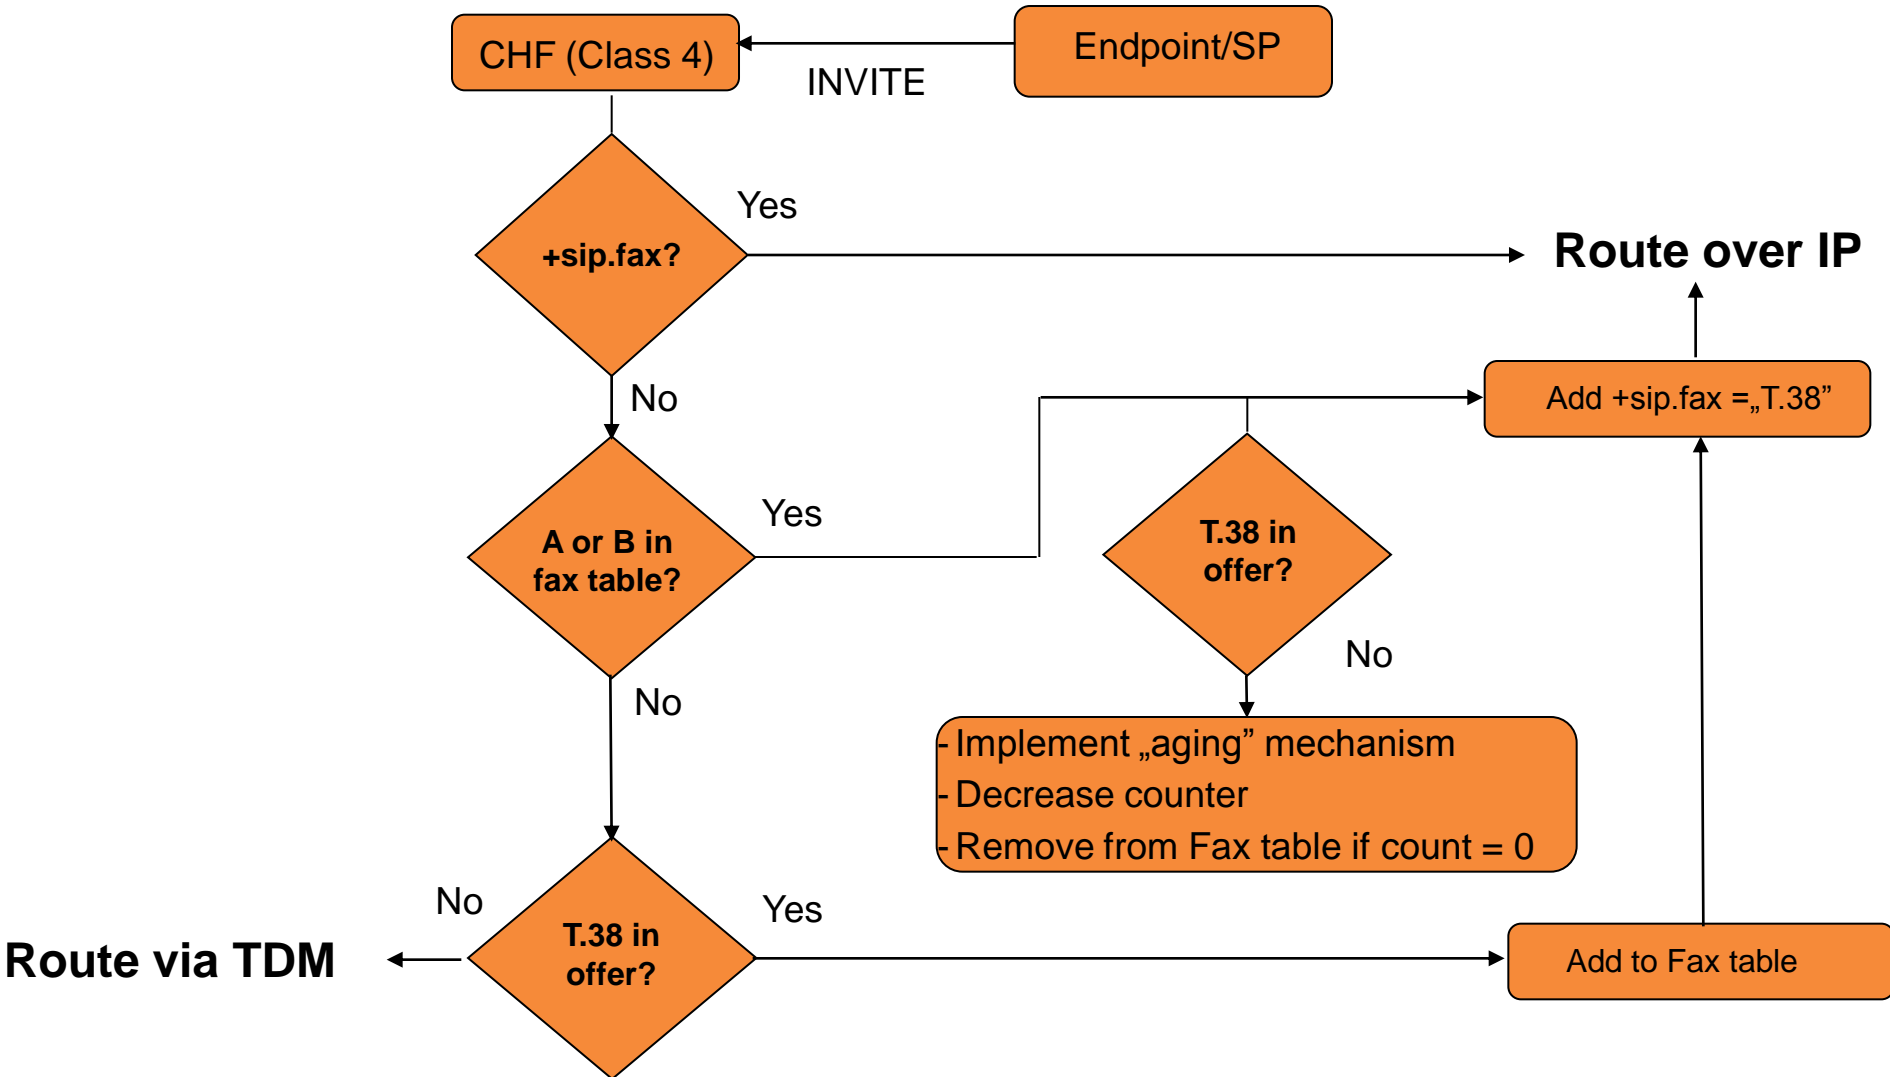 CHF (Class 4)
Endpoint/SP
INVITE
Yes
+sip.fax?
Route over IP
No
Add +sip.fax =„T.38”
Yes
A or B in
fax table?
T.38 in
offer?
No
No
- Implement „aging” mechanism
- Decrease counter
- Remove from Fax table if count = 0
No
Yes
Route via TDM
T.38 in
offer?
Add to Fax table